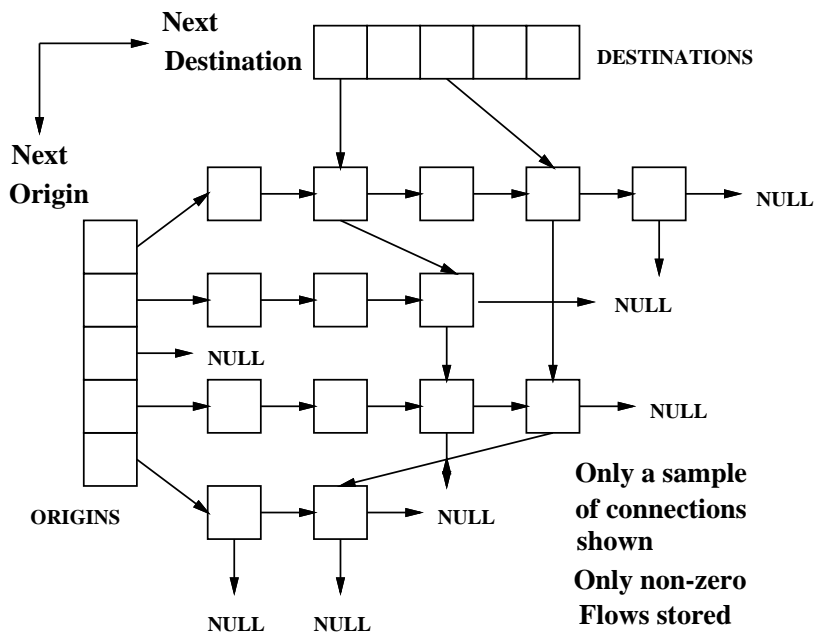 Next
Destination
DESTINATIONS
Next
Origin
NULL
NULL
NULL
NULL
ORIGINS
NULL
Only a sample
of connections
shown
Only non-zero
Flows stored
NULL
NULL